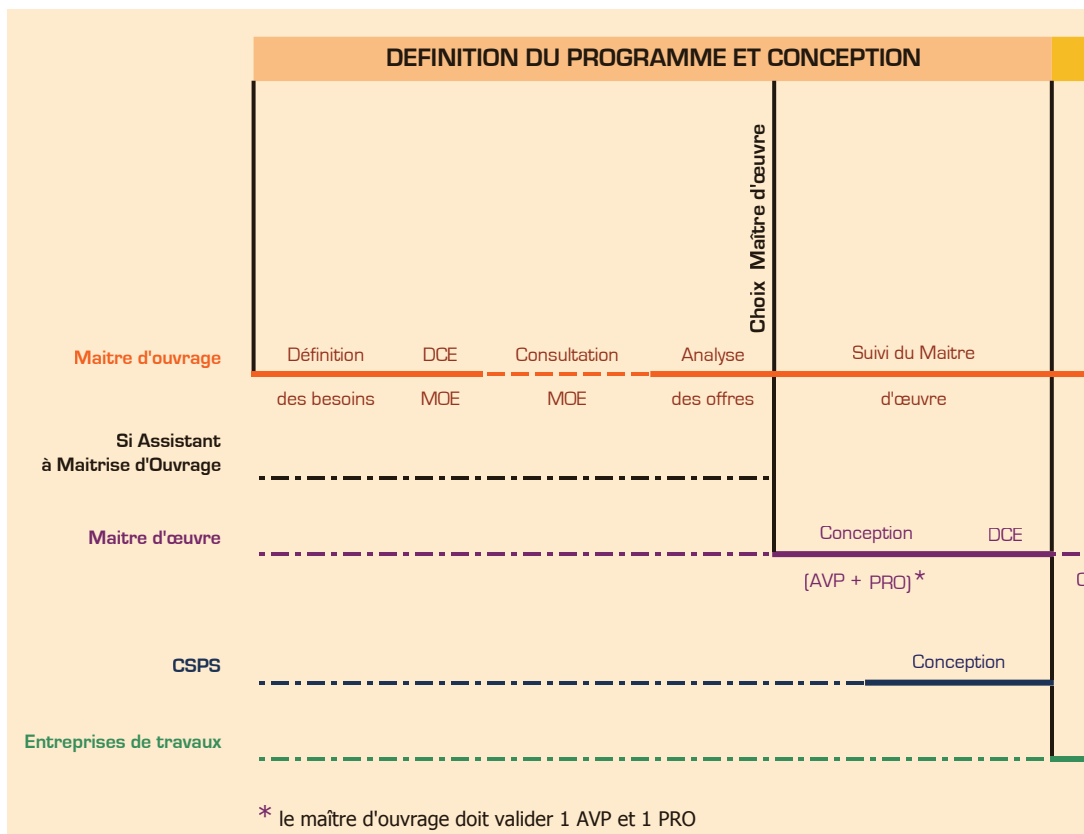 DEFINITION DU PROGRAMME ET CONCEPTION
Choix Maître d'œuvre
Maitre d'ouvrage
Définition
des besoins
DCE
MOE
Consultation
MOE
Analyse
des offres
Suivi du Maitre
d'œuvre
Si Assistant
à Maitrise d'Ouvrage
Maitre d'œuvre
Conception
DCE
(AVP + PRO)*
CSPS
Conception
Entreprises de travaux
* le maître d'ouvrage doit valider 1 AVP et 1 PRO